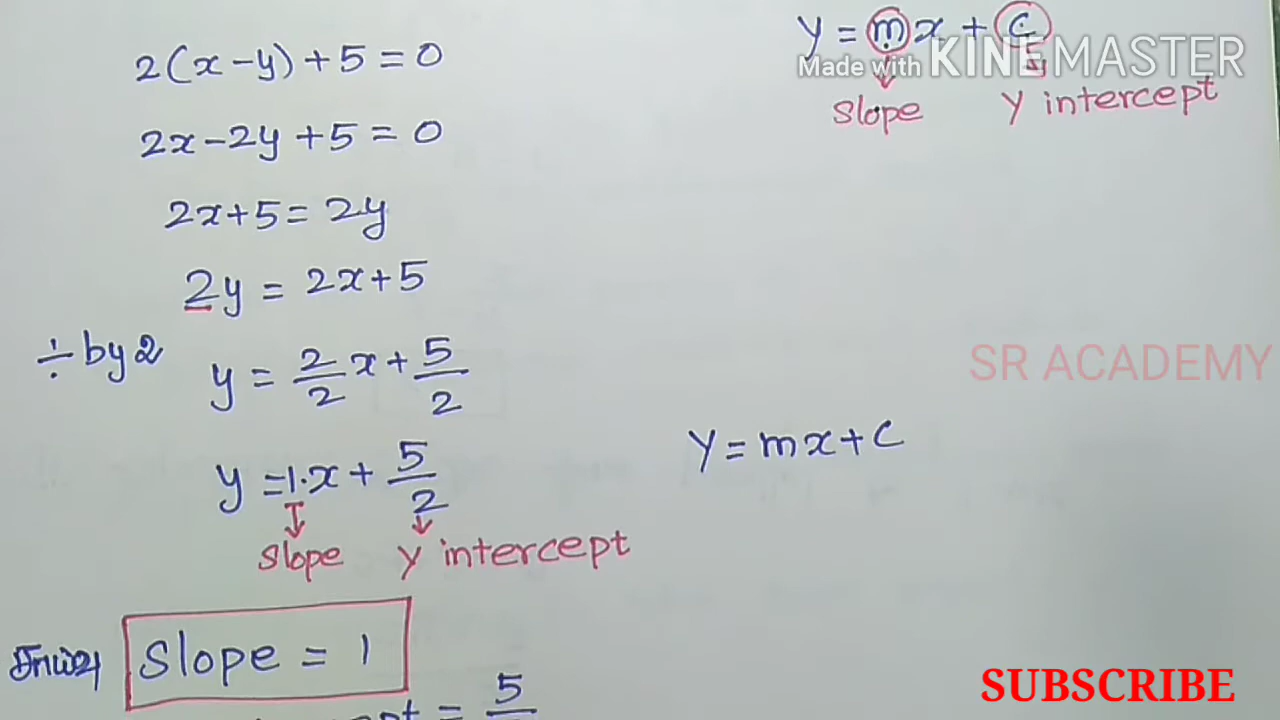 2(x-y)+5=0
2x-2y+5=0
2x+5=2y
2y = 2x+5
÷ by 2
y = 2/2 x + 5/2
y =1.x + 5/2
slope y intercept
சாய்வு slope = 1
= 5
y = mx + c
Made with KINEMASTER
slope y intercept
SR ACADEMY
y = mx+c
SUBSCRIBE